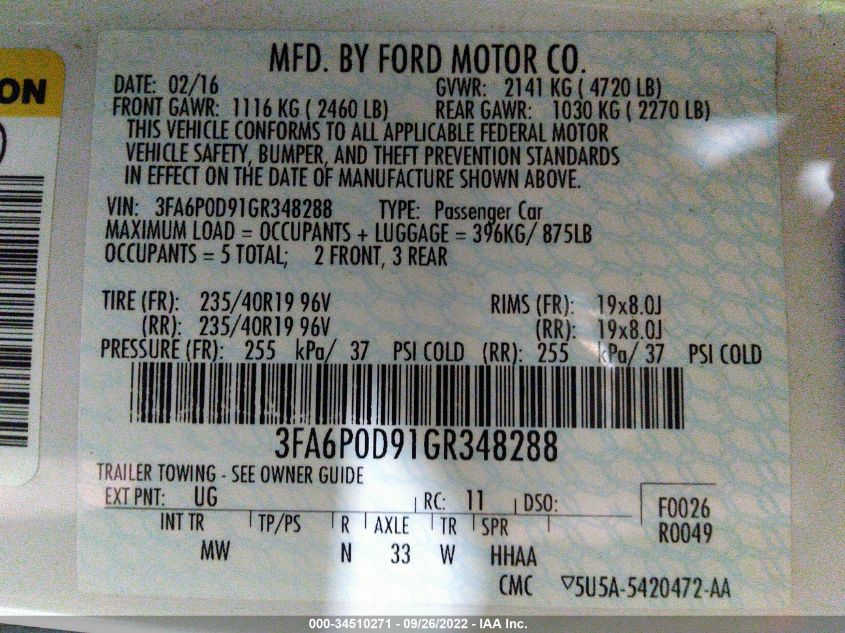 MFD. BY FORD MOTOR CO.
DATE: 02/16 GVWR: 2141 KG ( 4720 LB)
FRONT GAWR: 1116 KG ( 2460 LB) REAR GAWR: 1030 KG ( 2270 LB)
THIS VEHICLE CONFORMS TO ALL APPLICABLE FEDERAL MOTOR
VEHICLE SAFETY, BUMPER, AND THEFT PREVENTION STANDARDS
IN EFFECT ON THE DATE OF MANUFACTURE SHOWN ABOVE.
VIN: 3FA6P0D91GR348288 TYPE: Passenger Car
MAXIMUM LOAD = OCCUPANTS + LUGGAGE = 396KG/ 875LB
OCCUPANTS = 5 TOTAL; 2 FRONT, 3 REAR
TIRE (FR): 235/40R19 96V RIMS (FR): 19x8.0J
(RR): 235/40R19 96V (RR): 19x8.0J
PRESSURE (FR): 255 kPa/ 37 PSI COLD (RR): 255 kPa/ 37 PSI COLD
3FA6P0D91GR348288
TRAILER TOWING - SEE OWNER GUIDE
EXT PNT: UG RC: 11 DSO: F0026
INT TR TP/PS R AXLE TR SPR R0049
MW N 33 W HHAA
CMC ▽5U5A-5420472-AA
ON
000-34510271 - 09/26/2022 - IAA Inc.